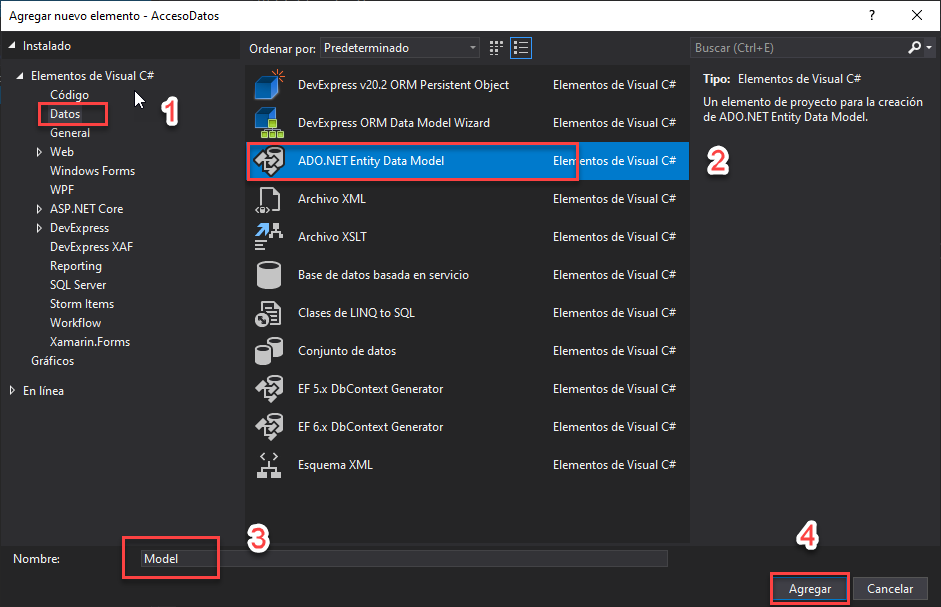 Agregar nuevo elemento - AccesoDatos
?
Instalado
Ordenar por: Predeterminado
Buscar (Ctrl+E)
Elementos de Visual C#
Código
Datos
General
Web
Windows Forms
WPF
ASP.NET Core
DevExpress
DevExpress XAF
Reporting
SQL Server
Storm Items
Workflow
Xamarin.Forms
Gráficos
En línea
1
DevExpress v20.2 ORM Persistent Object Elementos de Visual C#
DevExpress ORM Data Model Wizard Elementos de Visual C#
ADO.NET Entity Data Model Elementos de Visual C#
Archivo XML Elementos de Visual C#
Archivo XSLT Elementos de Visual C#
Base de datos basada en servicio Elementos de Visual C#
Clases de LINQ to SQL Elementos de Visual C#
Conjunto de datos Elementos de Visual C#
EF 5.x DbContext Generator Elementos de Visual C#
EF 6.x DbContext Generator Elementos de Visual C#
Esquema XML Elementos de Visual C#
2
Tipo: Elementos de Visual C#
Un elemento de proyecto para la creación
de ADO.NET Entity Data Model.
3
Nombre: Model
4
Agregar Cancelar